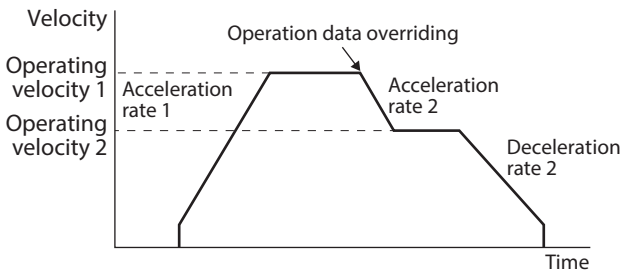 Velocity
Operation data overriding
Operating
velocity 1
Acceleration
rate 1
Acceleration
rate 2
Operating
velocity 2
Deceleration
rate 2
Time